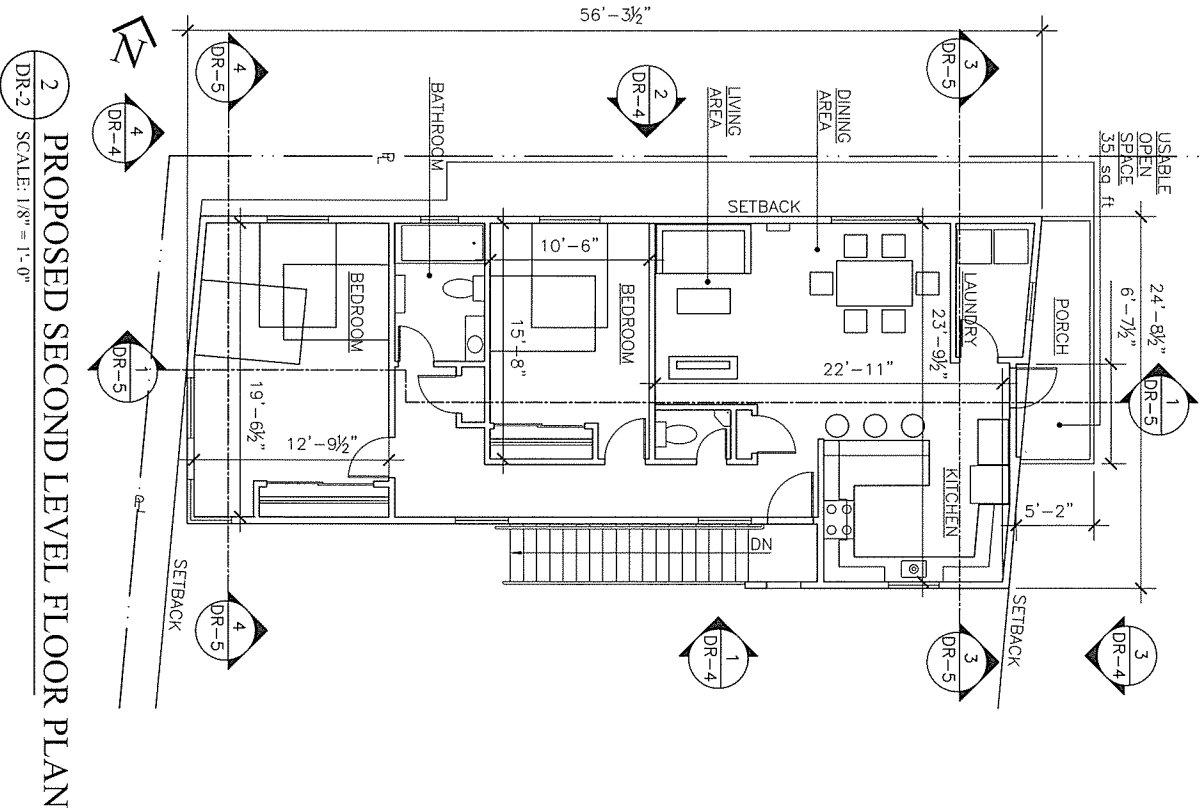 56'-3½"
N
4
DR-5
4
DR-4
2
DR-4
3
DR-5
BATHROOM
LIVING
AREA
DINING
AREA
USABLE
OPEN
SPACE
35 sq ft
PL
SETBACK
24'-8½"
6'-7½"
10'-6"
BEDROOM
BEDROOM
LAUNDRY
PORCH
15'-8"
23'-9½"
22'-11"
1
DR-5
1
DR-5
19'-6½"
12'-9½"
KITCHEN
5'-2"
PL
DN
SETBACK
SETBACK
4
DR-5
1
DR-4
3
DR-5
3
DR-4
2
DR-2
PROPOSED SECOND LEVEL FLOOR PLAN
SCALE: 1/8" = 1'-0"